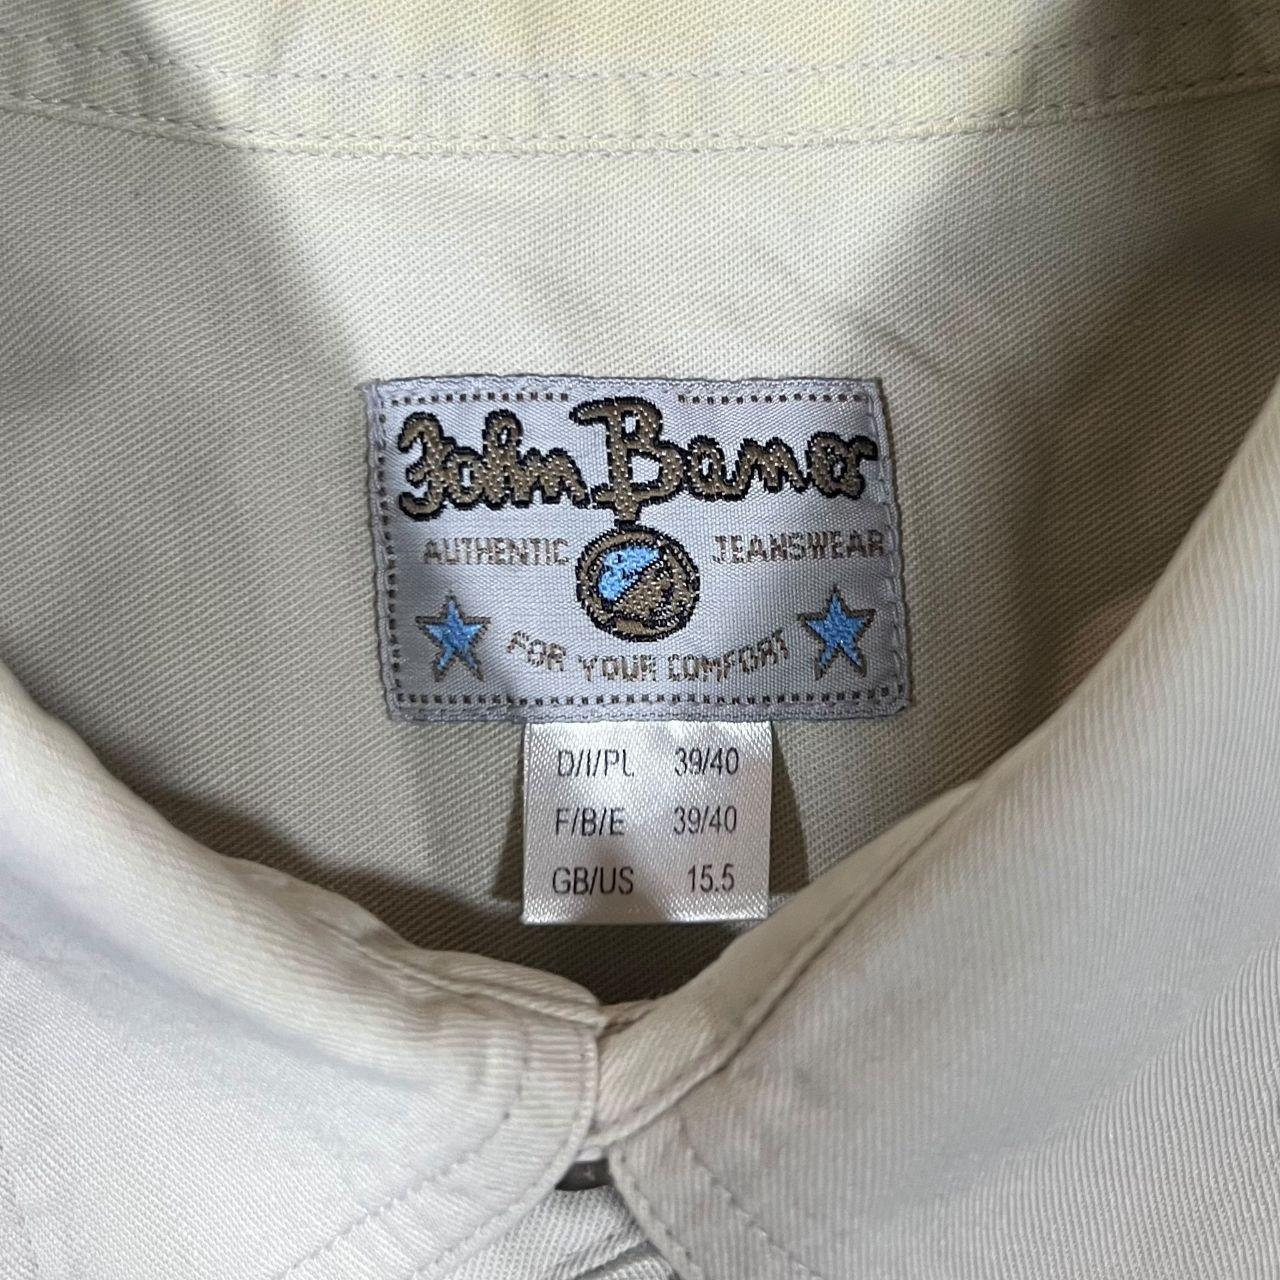 John Baner
AUTHENTIC JEANSWEAR
FOR YOUR COMFORT
D/I/PL 39/40
F/B/E 39/40
GB/US 15.5